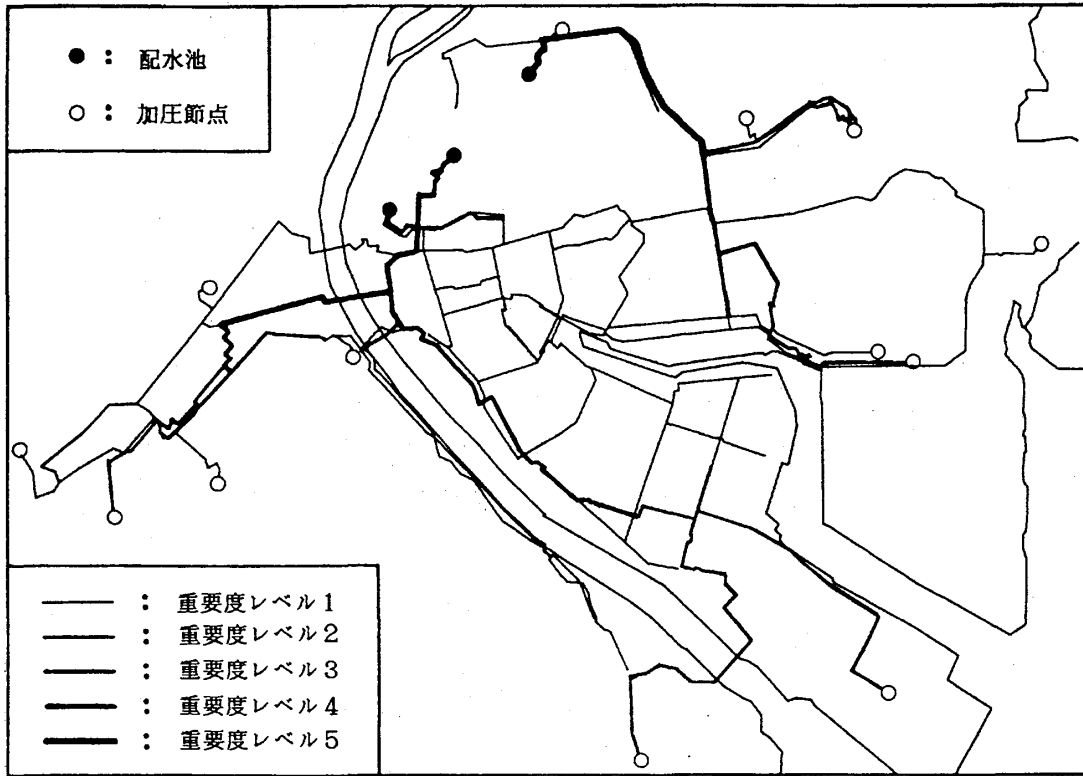 ● : 配水池
○ : 加圧節点
—— : 重要度レベル1
—— : 重要度レベル2
—— : 重要度レベル3
—— : 重要度レベル4
—— : 重要度レベル5